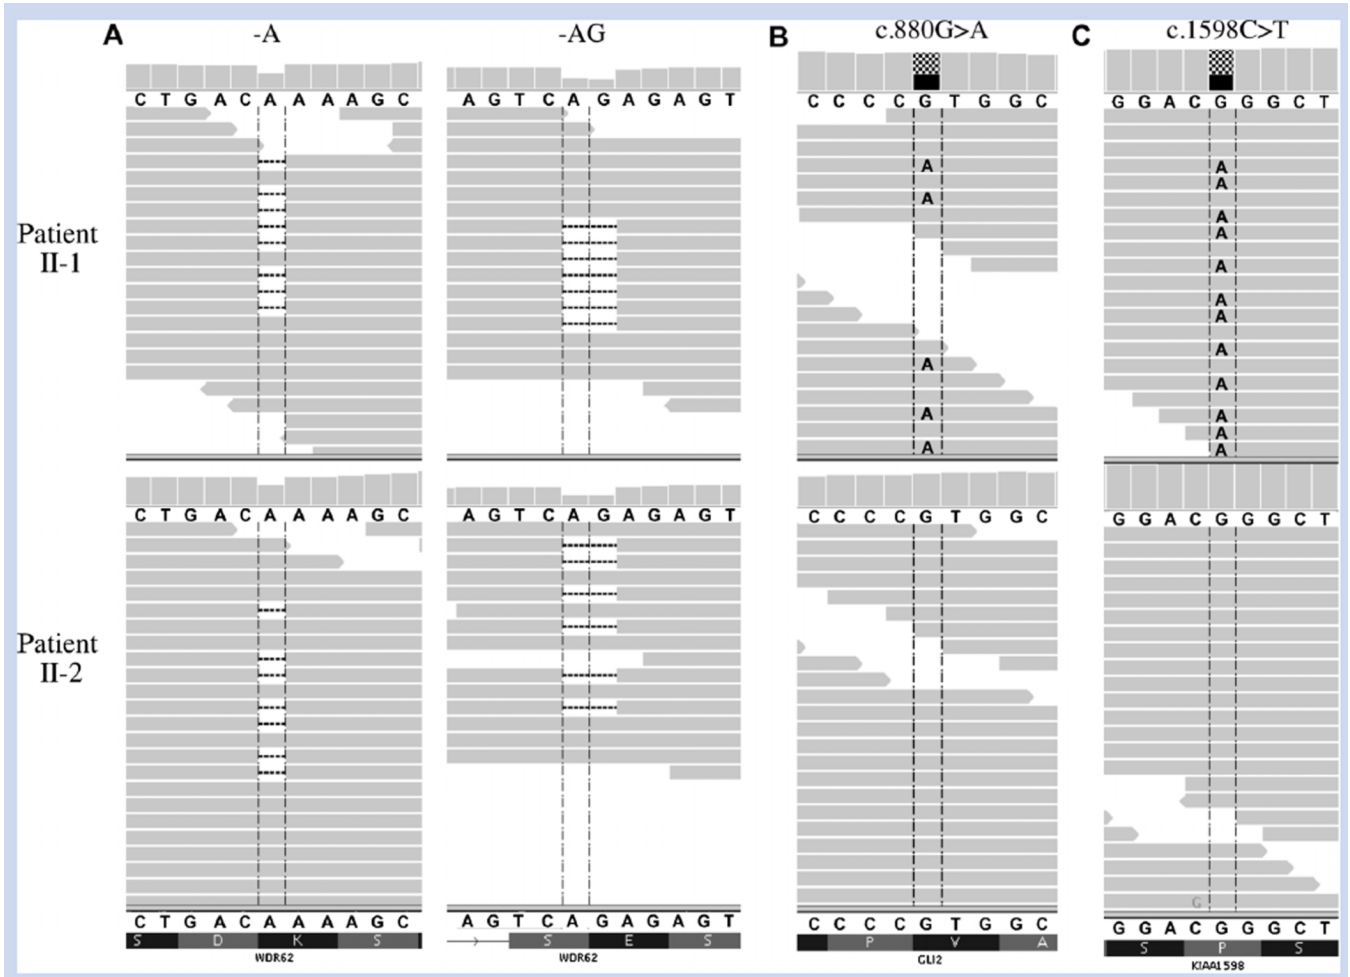 A -A -AG B c.880G>A C c.1598C>T
C T G A C A A A G C A G T C A G A G A G T C C C C G T G G C G G A C G G G C T
A A
A A
A
A
A
A
A
A
A
A
A
A
A
A
A
Patient
II-1
C T G A C A A A A G C A G T C A G A G A G T C C C C G T G G C G G A C G G G C T
Patient
II-2
G
C T G A C A A A A G C A G T C A G A G A G T C C C C G T G G C G G A C G G G C T
S D K S S E S P V A S P S
WDR62 WDR62 GLI2 KIAA1598